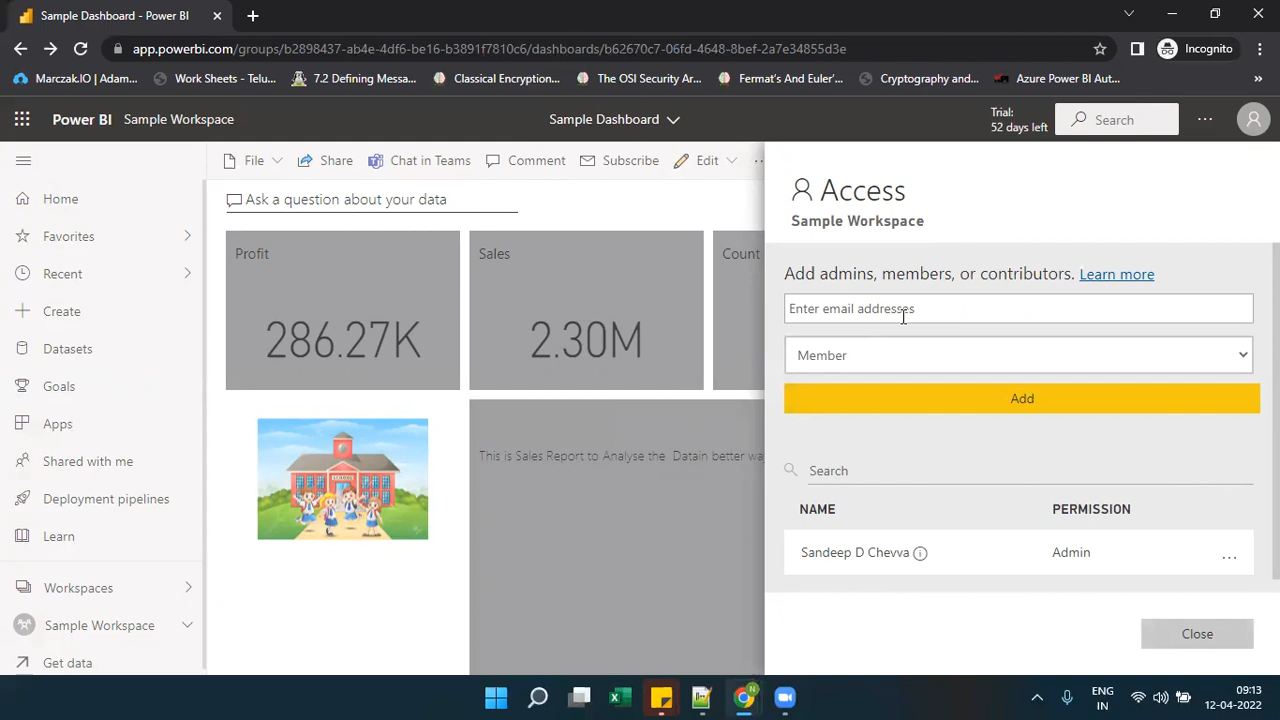 Sample Dashboard - Power BI
app.powerbi.com/groups/b2898437-ab4e-4df6-be16-b3891f7810c6/dashboards/b62670c7-06fd-4648-8bef-2a7e34855d3e
Incognito
Marczak.IO | Adam...
Work Sheets - Telu...
7.2 Defining Messa...
Classical Encryption...
The OSI Security Ar...
Fermat's And Euler'...
Cryptography and...
Azure Power BI Aut...
Power BI
Sample Workspace
Sample Dashboard
Trial:
52 days left
Search
File
Share
Chat in Teams
Comment
Subscribe
Edit
Home
Favorites
Recent
Create
Datasets
Goals
Apps
Shared with me
Deployment pipelines
Learn
Workspaces
Sample Workspace
Get data
Ask a question about your data
Profit
286.27K
Sales
2.30M
Count
SCHOOL
This is Sales Report to Analyse the Datain better wa
Access
Sample Workspace
Add admins, members, or contributors. Learn more
Enter email addresses
Member
Add
Search
NAME PERMISSION
Sandeep D Chevva Admin
Close
N
ENG
IN
09:13
12-04-2022